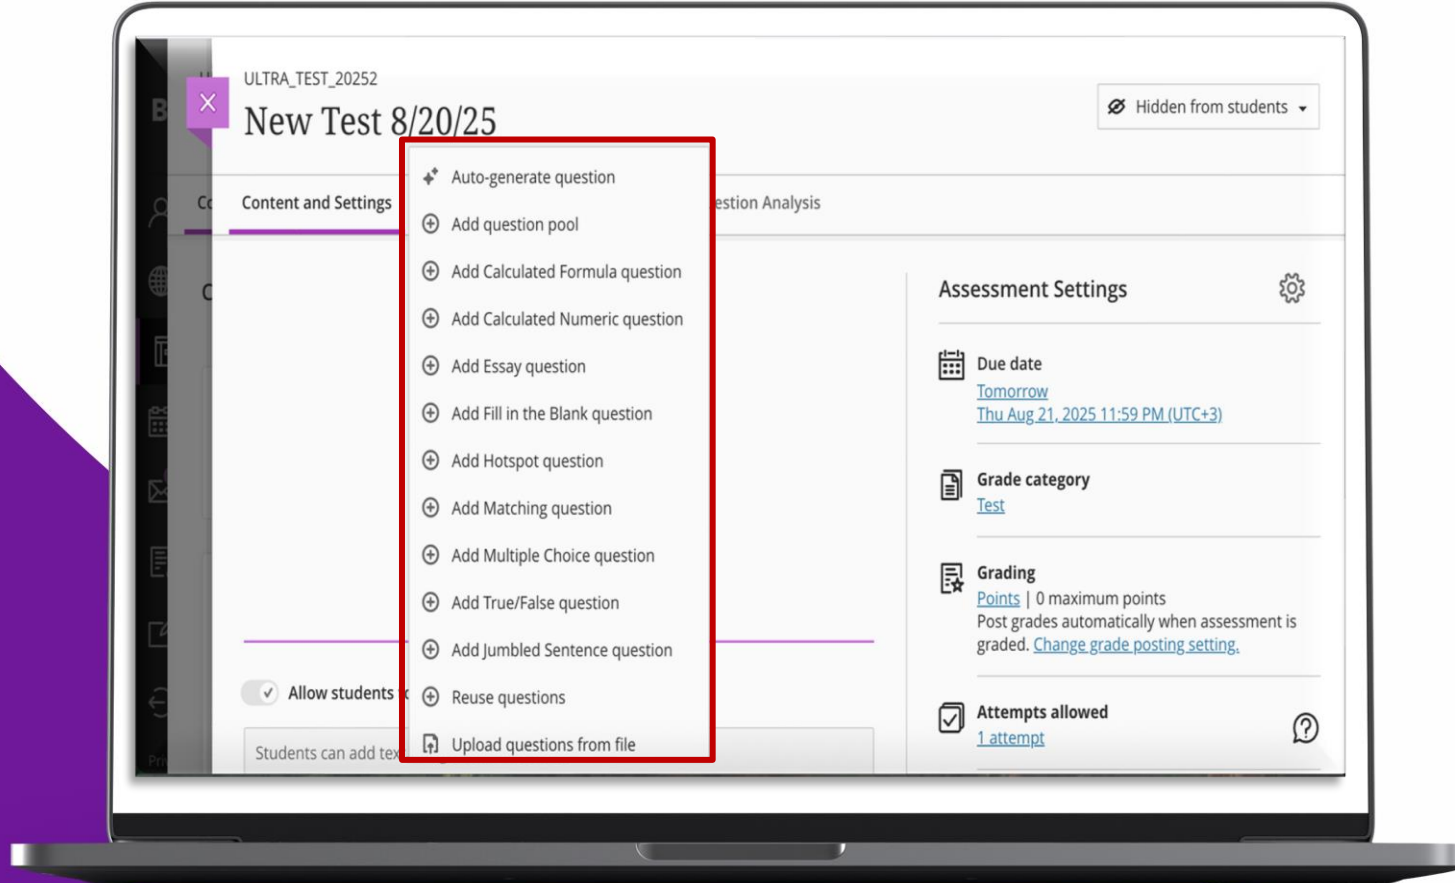 ULTRA_TEST_20252
New Test 8/20/25
Hidden from students
Content and Settings
estion Analysis
Auto-generate question
Add question pool
Add Calculated Formula question
Add Calculated Numeric question
Add Essay question
Add Fill in the Blank question
Add Hotspot question
Add Matching question
Add Multiple Choice question
Add True/False question
Add Jumbled Sentence question
Reuse questions
Upload questions from file
Allow students
Students can add
Assessment Settings
Due date
Tomorrow
Thu Aug 21, 2025 11:59 PM (UTC+3)
Grade category
Test
Grading
Points | 0 maximum points
Post grades automatically when assessment is
graded. Change grade posting setting.
Attempts allowed
1 attempt